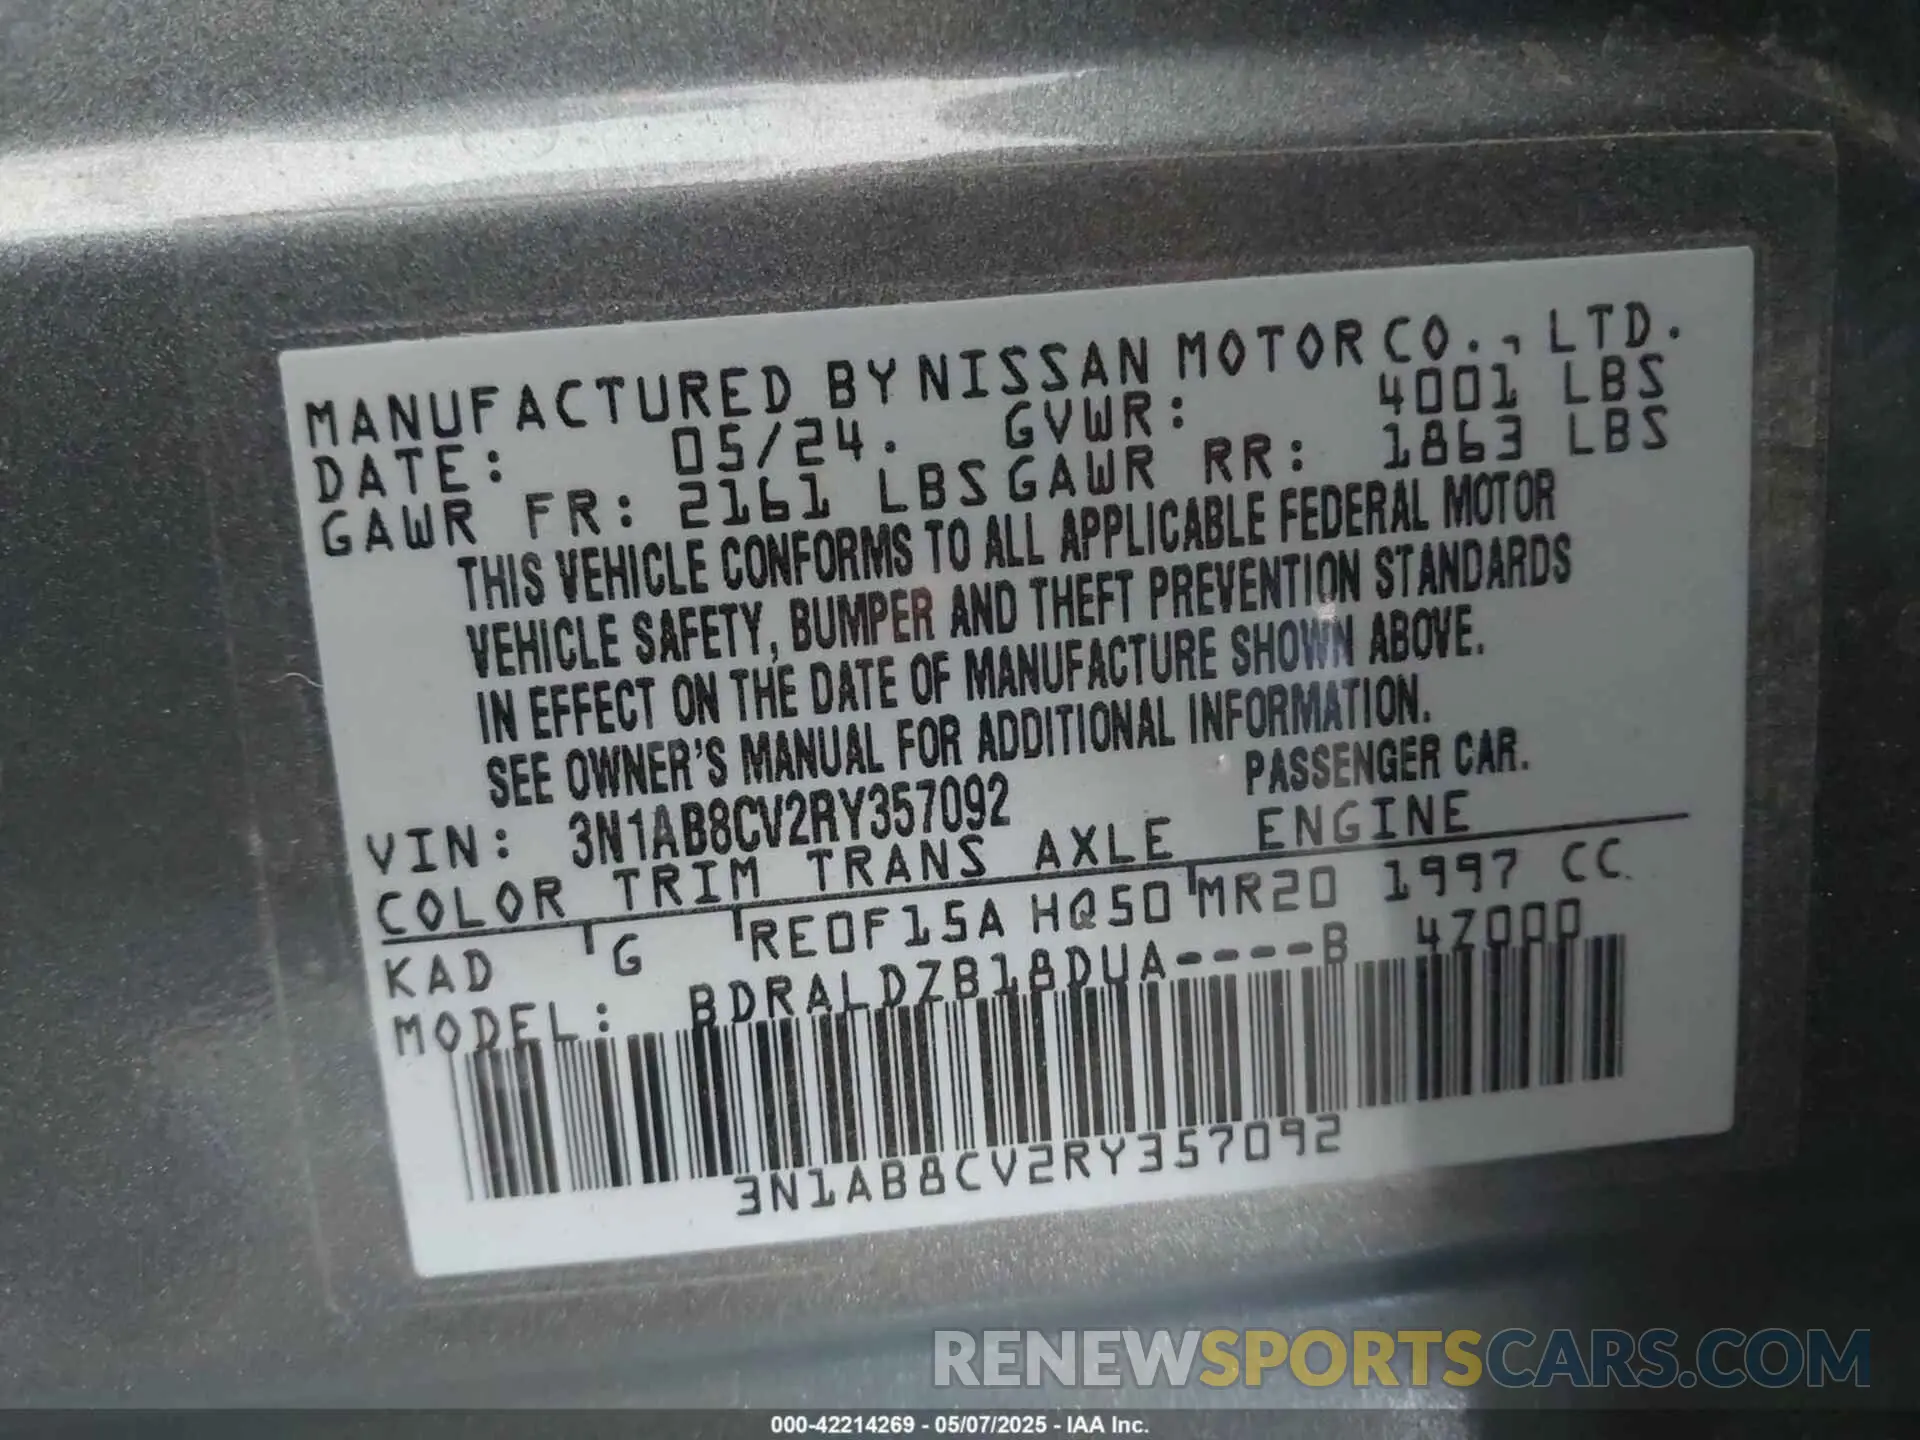 MANUFACTURED BY NISSAN MOTOR CO., LTD.
DATE: 05/24. GVWR: 4001 LBS
GAWR FR: 2161 LBS GAWR RR: 1863 LBS
THIS VEHICLE CONFORMS TO ALL APPLICABLE FEDERAL MOTOR
VEHICLE SAFETY, BUMPER AND THEFT PREVENTION STANDARDS
IN EFFECT ON THE DATE OF MANUFACTURE SHOWN ABOVE.
SEE OWNER'S MANUAL FOR ADDITIONAL INFORMATION.
VIN: 3N1AB8CV2RY357092 PASSENGER CAR.
COLOR TRIM TRANS AXLE ENGINE
KAD G RE0F15A HQ50 MR20 1997 CC
MODEL: BDRALDZB18DUA----B 4Z000
3N1AB8CV2RY357092
RENEWSPORTSCARS.COM
000-42214269 - 05/07/2025 - IAA Inc.